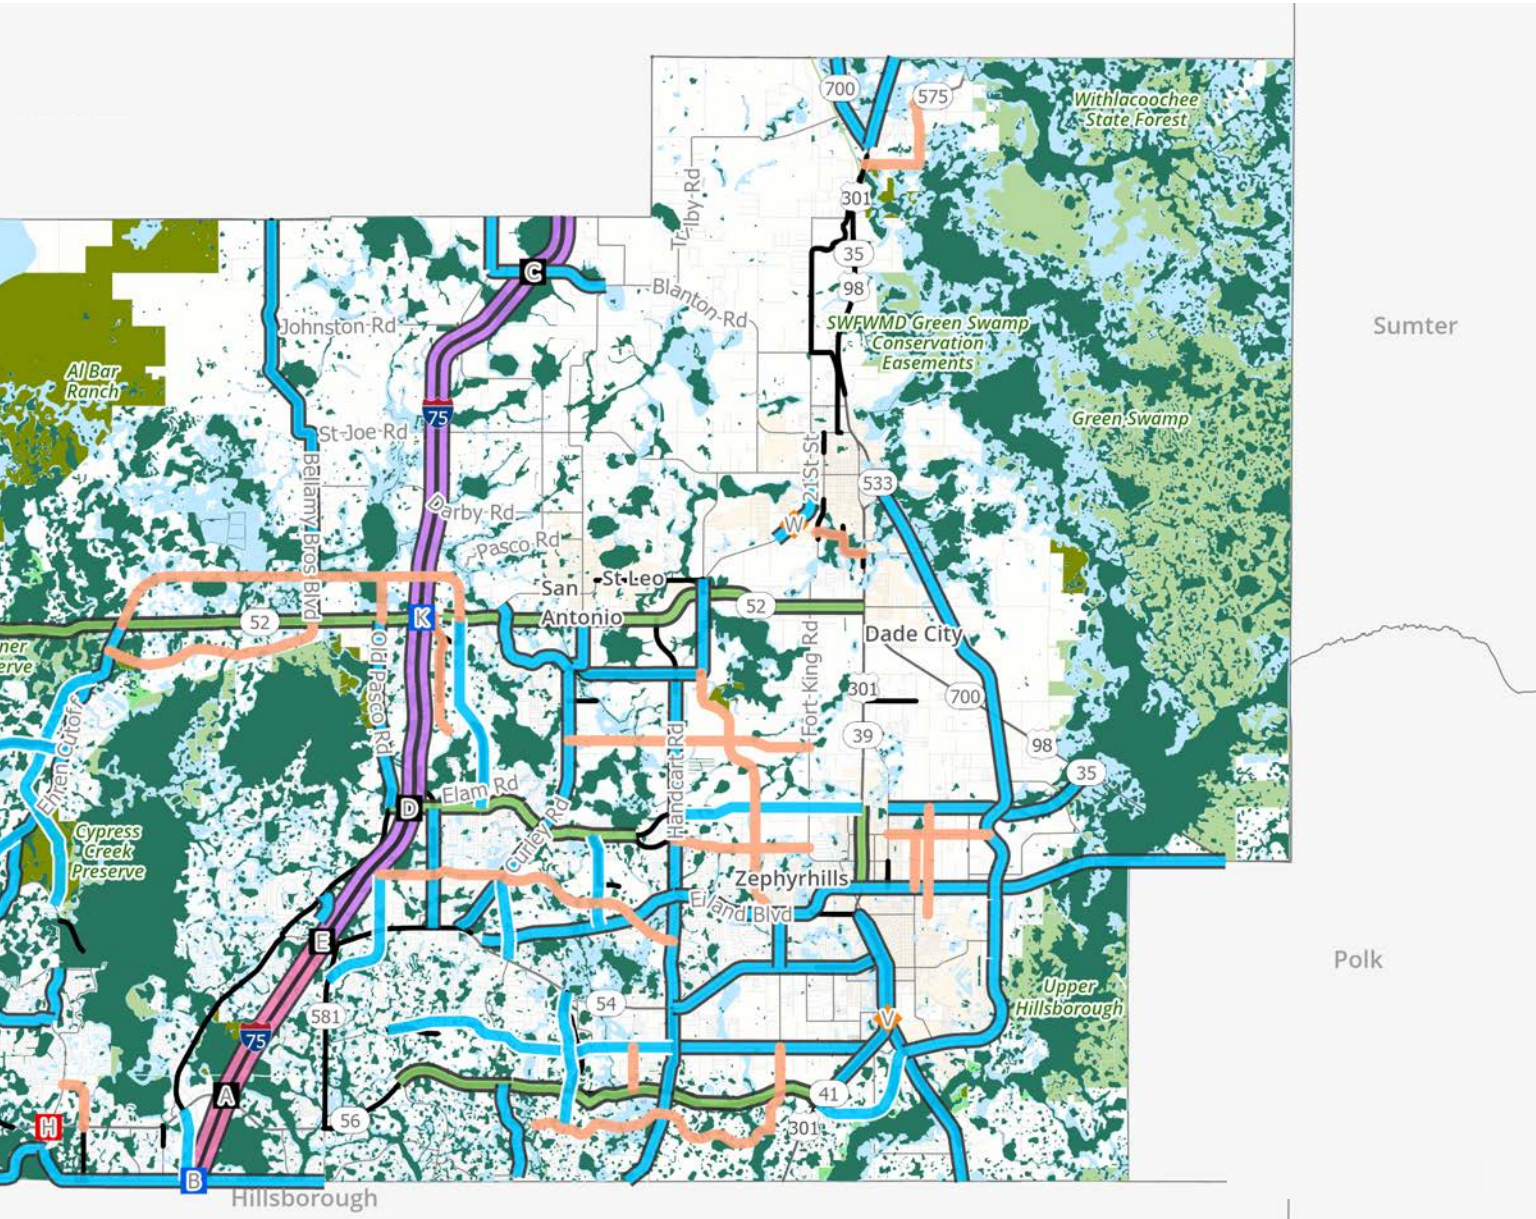 700
575
Withlacoochee
State Forest
301
Trilby-Rd
35
C
98
Blanton-Rd
Johnston-Rd
SWFWMD Green Swamp
Conservation
Easements
Sumter
Al Bar
Ranch
75
St-Joe-Rd
Green Swamp
21St-St
533
Bellamy-Bros-Blvd
Darby-Rd
W
Pasco Rd
St-Leo
San
Antonio
52
K
52
Dade City
Old-Pasco-Rd
Fort-King-Rd
301
700
39
98
35
Ehren-Cutoff
Handcart-Rd
Elam Rd
D
Curley-Rd
Cypress
Creek
Preserve
Zephyrhills
Eiland Blvd
E
Polk
Upper
Hillsborough
54
581
V
75
A
41
56
301
H
B
Hillsborough